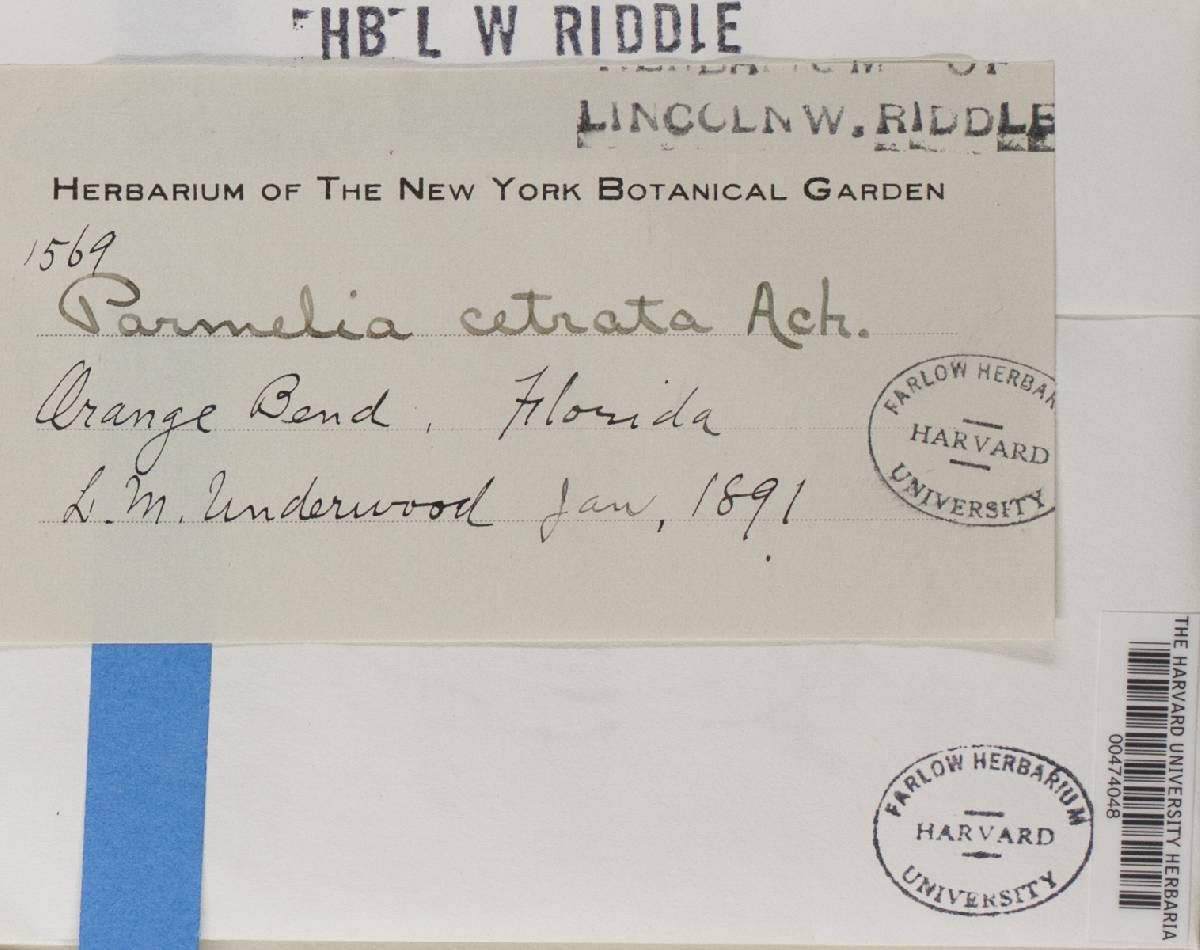 HB L W RIDDLE
LINCOLN W. RIDDLE
HERBARIUM OF THE NEW YORK BOTANICAL GARDEN
1569
Parmelia cetrata Ach.
Orange Bend, Florida
L. M. Underwood Jan, 1891
FARLOW HERBAR
HARVARD
UNIVERSITY
FARLOW HERBARIUM
HARVARD
UNIVERSITY
THE HARVARD UNIVERSITY HERBARIA
00474048